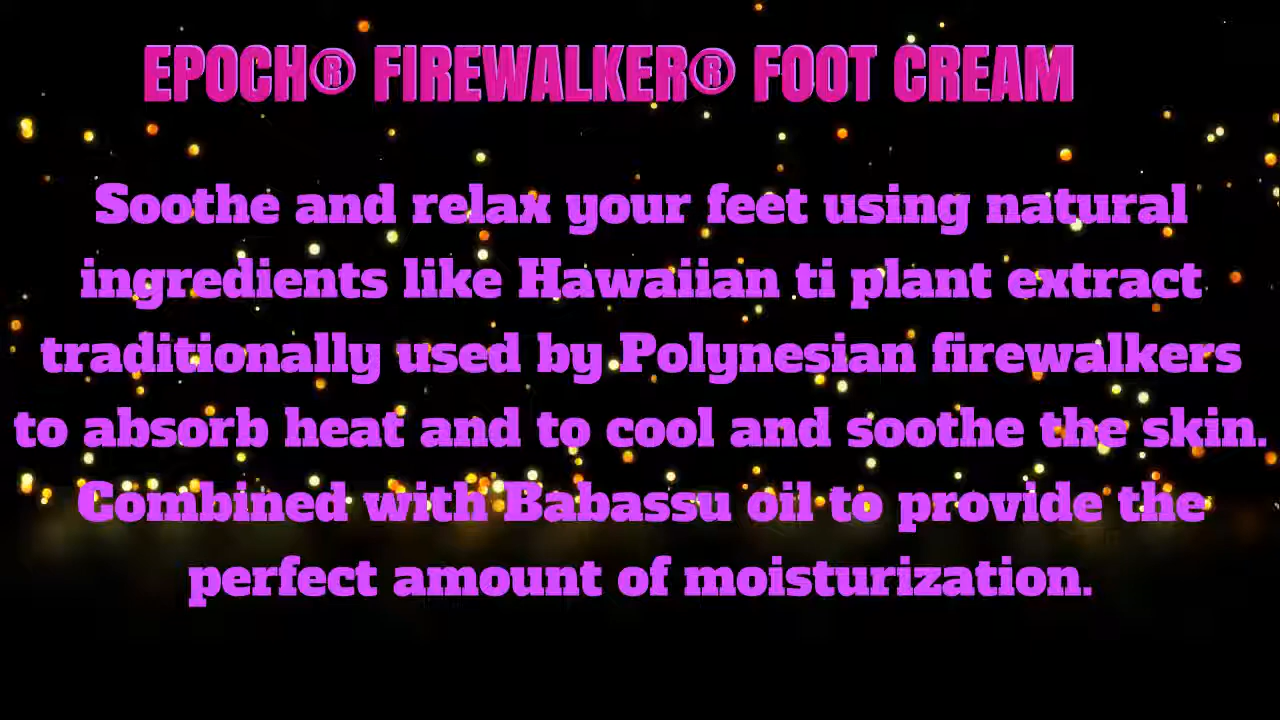 EPOCH® FIREWALKER® FOOT CREAM
Soothe and relax your feet using natural
ingredients like Hawaiian ti plant extract
traditionally used by Polynesian firewalkers
to absorb heat and to cool and soothe the skin.
Combined with Babassu oil to provide the
perfect amount of moisturization.